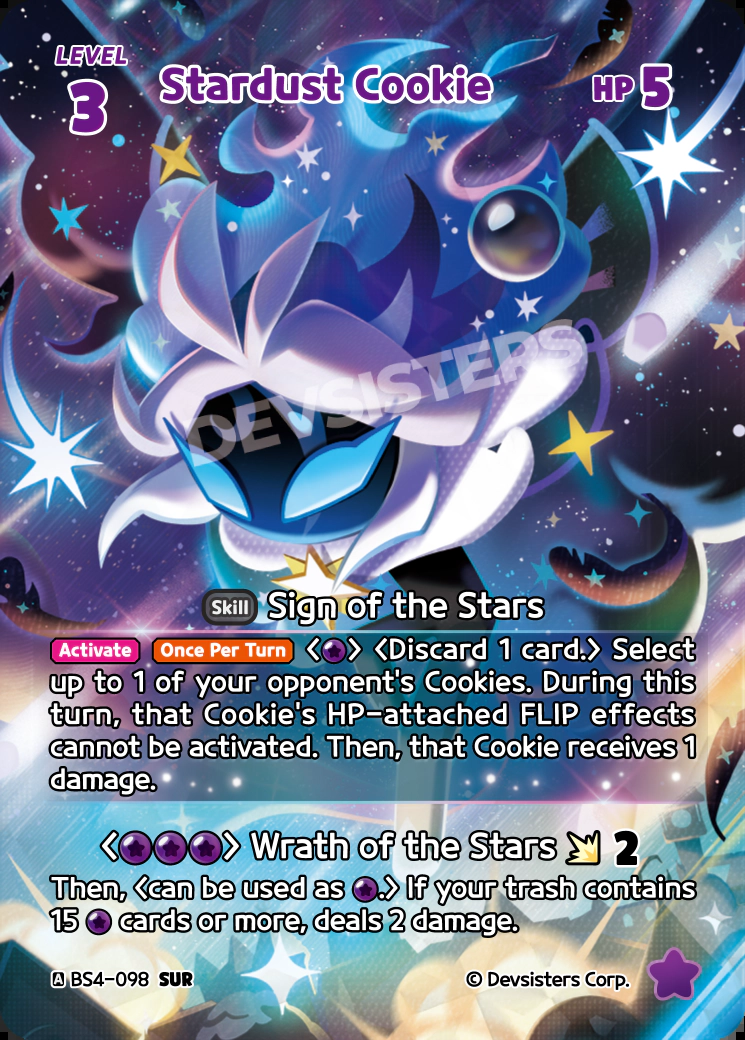 LEVEL
3
Stardust Cookie
HP 5
DEVSISTERS
Skill Sign of the Stars
Activate Once Per Turn < > <Discard 1 card.> Select
up to 1 of your opponent's Cookies. During this
turn, that Cookie's HP-attached FLIP effects
cannot be activated. Then, that Cookie receives 1
damage.
< > Wrath of the Stars 2
Then, <can be used as .> If your trash contains
15 cards or more, deals 2 damage.
A BS4-098 SUR
© Devsisters Corp.